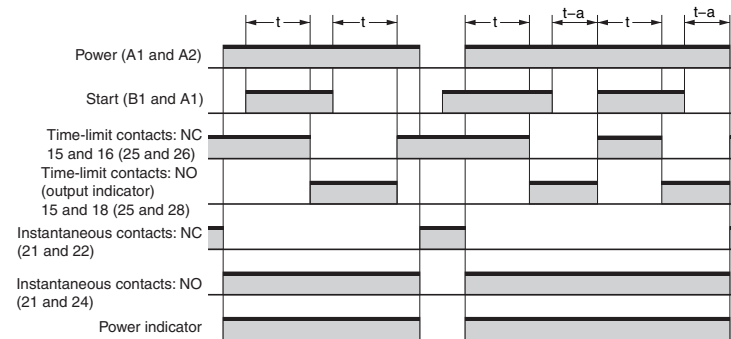 t t t t–a t t–a
Power (A1 and A2)
Start (B1 and A1)
Time-limit contacts: NC
15 and 16 (25 and 26)
Time-limit contacts: NO
(output indicator)
15 and 18 (25 and 28)
Instantaneous contacts: NC
(21 and 22)
Instantaneous contacts: NO
(21 and 24)
Power indicator